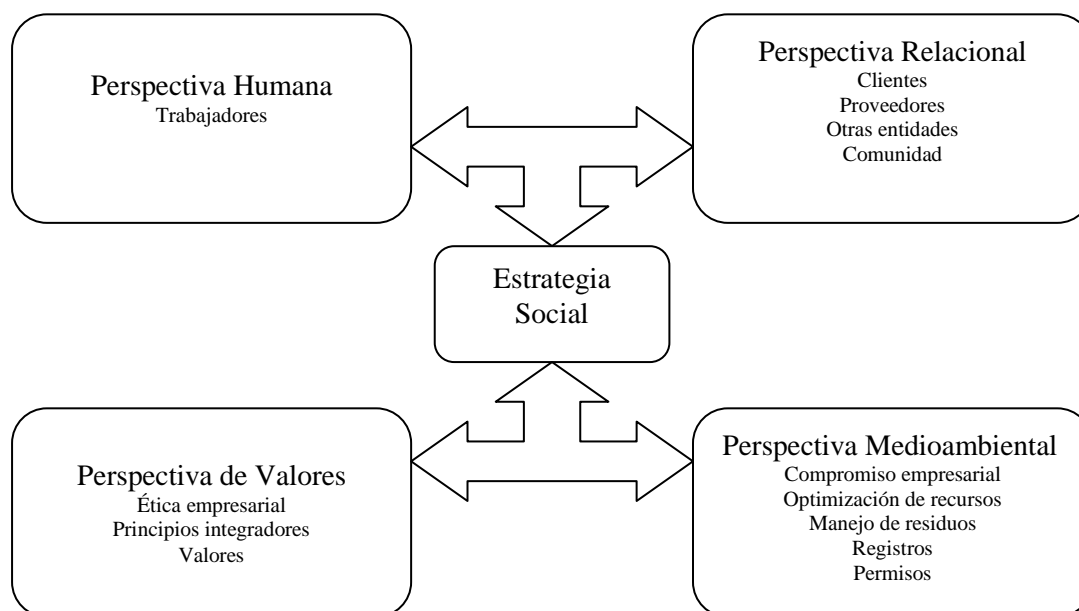 Perspectiva Humana
Trabajadores
Perspectiva Relacional
Clientes
Proveedores
Otras entidades
Comunidad
Estrategia
Social
Perspectiva de Valores
Ética empresarial
Principios integradores
Valores
Perspectiva Medioambiental
Compromiso empresarial
Optimización de recursos
Manejo de residuos
Registros
Permisos